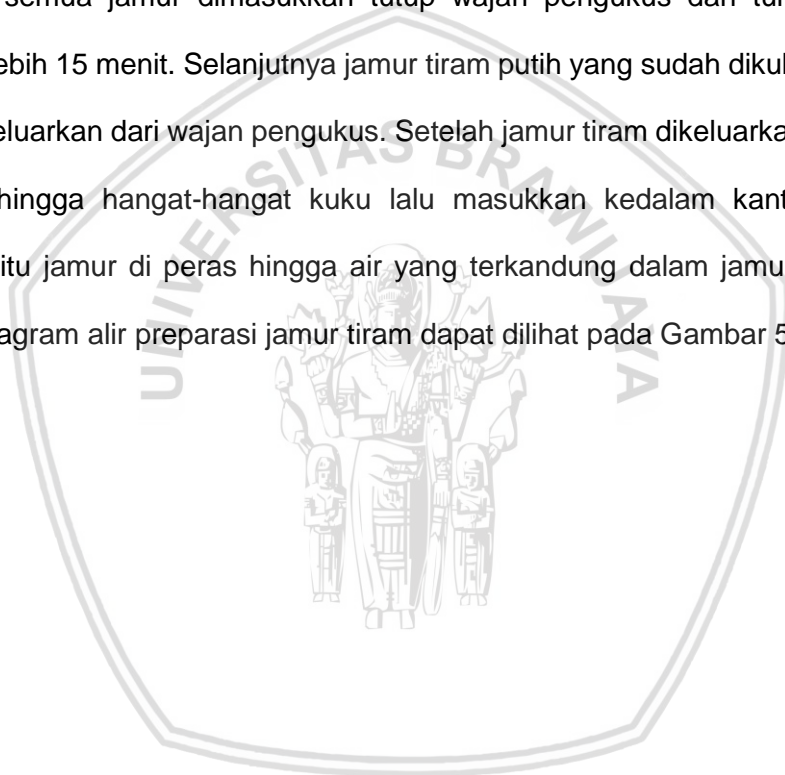 semua jamur dimasukkan tutup wajan pengukus dan
ebih 15 menit. Selanjutnya jamur tiram putih yang sudah
eluarkan dari wajan pengukus. Setelah jamur tiram dikeluarka
hingga hangat-hangat kuku lalu masukkan kedalam kant
itu jamur di peras hingga air yang terkandung dalam jamu
agram alir preparasi jamur tiram dapat dilihat pada Gambar 5
UNIVERSITAS BRAWIJAYA